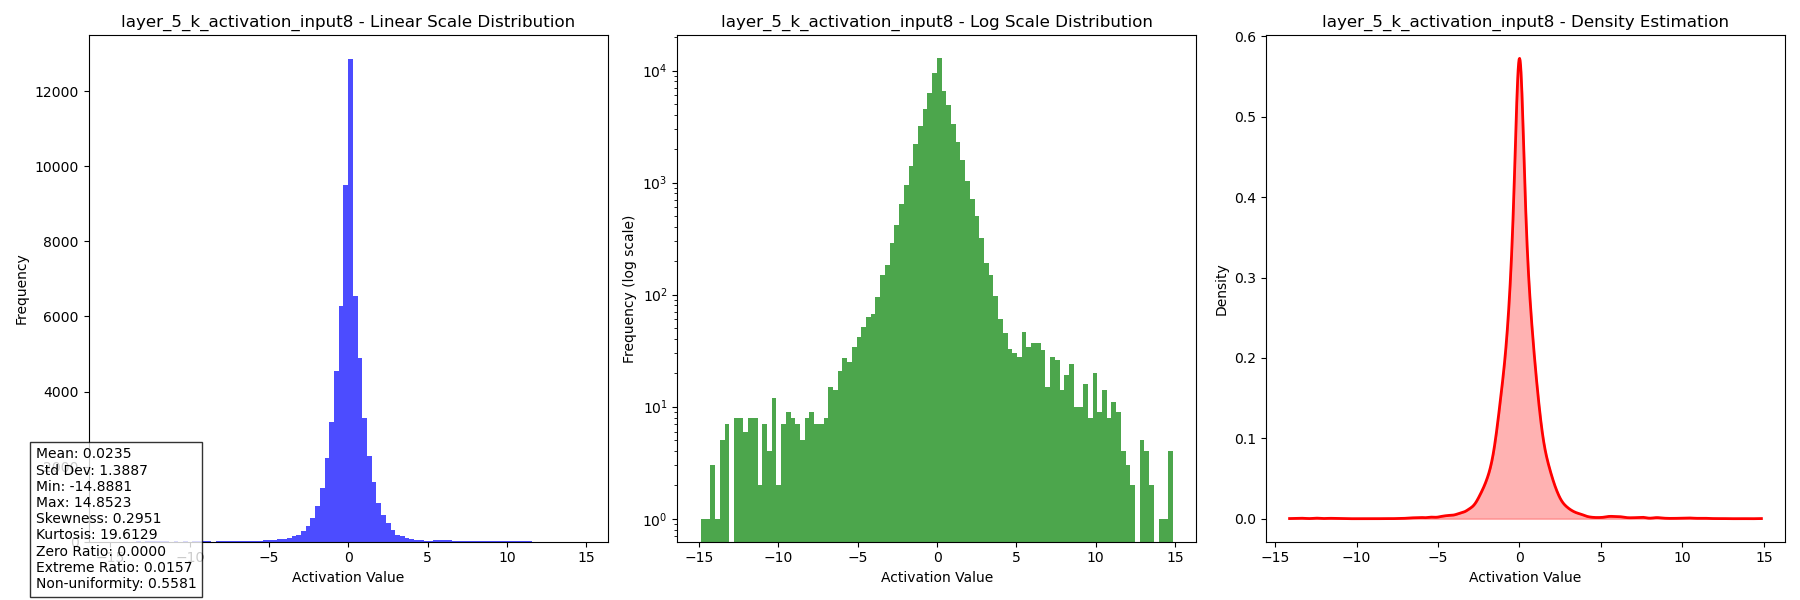 layer_5_k_activation_input8 - Linear Scale Distribution
12000
10000
8000
6000
4000
Frequency
Mean: 0.0235
Std Dev: 1.3887
Min: -14.8881
Max: 14.8523
Skewness: 0.2951
Kurtosis: 19.6129
Zero Ratio: 0.0000
Extreme Ratio: 0.0157
Non-uniformity: 0.5581
−10 −5 0 5 10 15
Activation Value
layer_5_k_activation_input8 - Log Scale Distribution
10^4
10^3
10^2
10^1
10^0
Frequency (log scale)
−15 −10 −5 0 5 10 15
Activation Value
layer_5_k_activation_input8 - Density Estimation
0.6
0.5
0.4
0.3
0.2
0.1
0.0
Density
−15 −10 −5 0 5 10 15
Activation Value